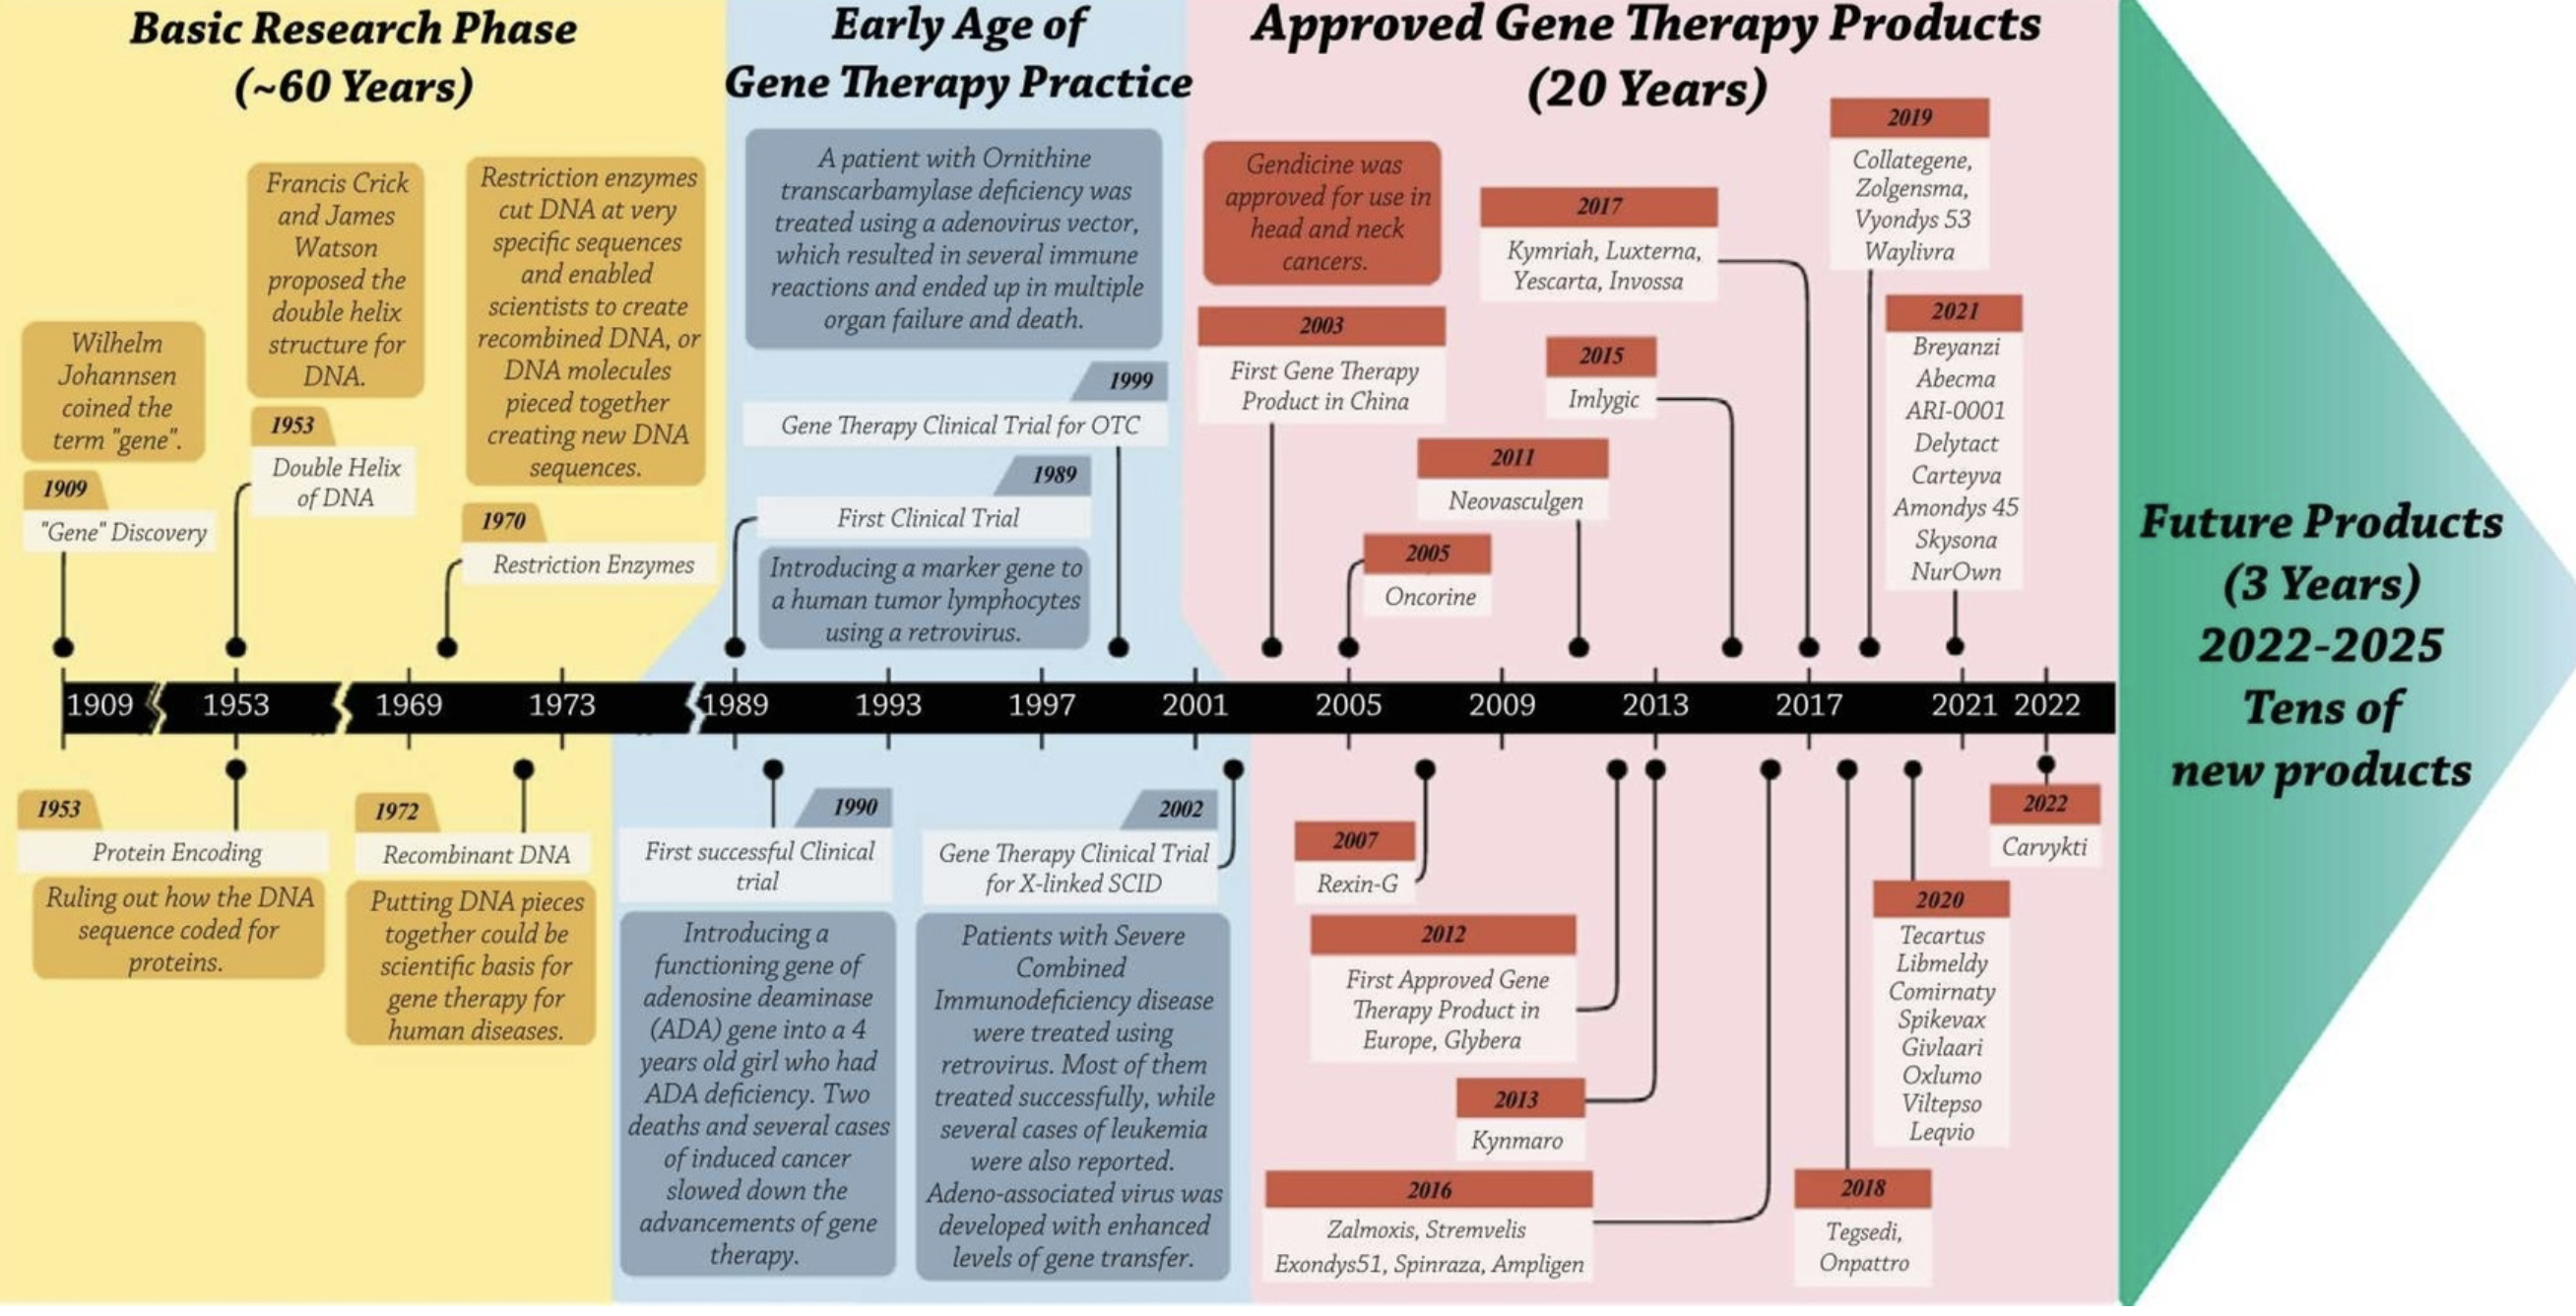 Basic Research Phase
(~60 Years)
Early Age of
Gene Therapy Practice
Approved Gene Therapy Products
(20 Years)
Wilhelm
Johannsen
coined the
term "gene".
1909
"Gene" Discovery
Francis Crick
and James
Watson
proposed the
double helix
structure for
DNA.
1953
Double Helix
of DNA
Restriction enzymes
cut DNA at very
specific sequences
and enabled
scientists to create
recombined DNA, or
DNA molecules
pieced together
creating new DNA
sequences.
1970
Restriction Enzymes
A patient with Ornithine
transcarbamylase deficiency was
treated using a adenovirus vector,
which resulted in several immune
reactions and ended up in multiple
organ failure and death.
1999
Gene Therapy Clinical Trial for OTC
1989
First Clinical Trial
Introducing a marker gene to
a human tumor lymphocytes
using a retrovirus.
Gendicine was
approved for use in
head and neck
cancers.
2003
First Gene Therapy
Product in China
2005
Oncorine
2011
Neovasculgen
2015
Imlygic
2017
Kymriah, Luxterna,
Yescarta, Invossa
2019
Collategene,
Zolgensma,
Vyondys 53
Waylivra
2021
Breyanzi
Abecma
ARI-0001
Delytact
Carteyva
Amondys 45
Skysona
NurOwn
1909 1953 1969 1973 1989 1993 1997 2001 2005 2009 2013 2017 2021 2022
1953
Protein Encoding
Ruling out how the DNA
sequence coded for
proteins.
1972
Recombinant DNA
Putting DNA pieces
together could be
scientific basis for
gene therapy for
human diseases.
1990
First successful Clinical
trial
Introducing a
functioning gene of
adenosine deaminase
(ADA) gene into a 4
years old girl who had
ADA deficiency. Two
deaths and several cases
of induced cancer
slowed down the
advancements of gene
therapy.
2002
Gene Therapy Clinical Trial
for X-linked SCID
Patients with Severe
Combined
Immunodeficiency disease
were treated using
retrovirus. Most of them
treated successfully, while
several cases of leukemia
were also reported.
Adeno-associated virus was
developed with enhanced
levels of gene transfer.
2007
Rexin-G
2012
First Approved Gene
Therapy Product in
Europe, Glybera
2013
Kynmaro
2016
Zalmoxis, Stremvelis
Exondys51, Spinraza, Ampligen
2018
Tegsedi,
Onpattro
2020
Tecartus
Libmeldy
Comirnaty
Spikevax
Givlaari
Oxlumo
Viltepso
Leqvio
2022
Carvykti
Future Products
(3 Years)
2022-2025
Tens of
new products